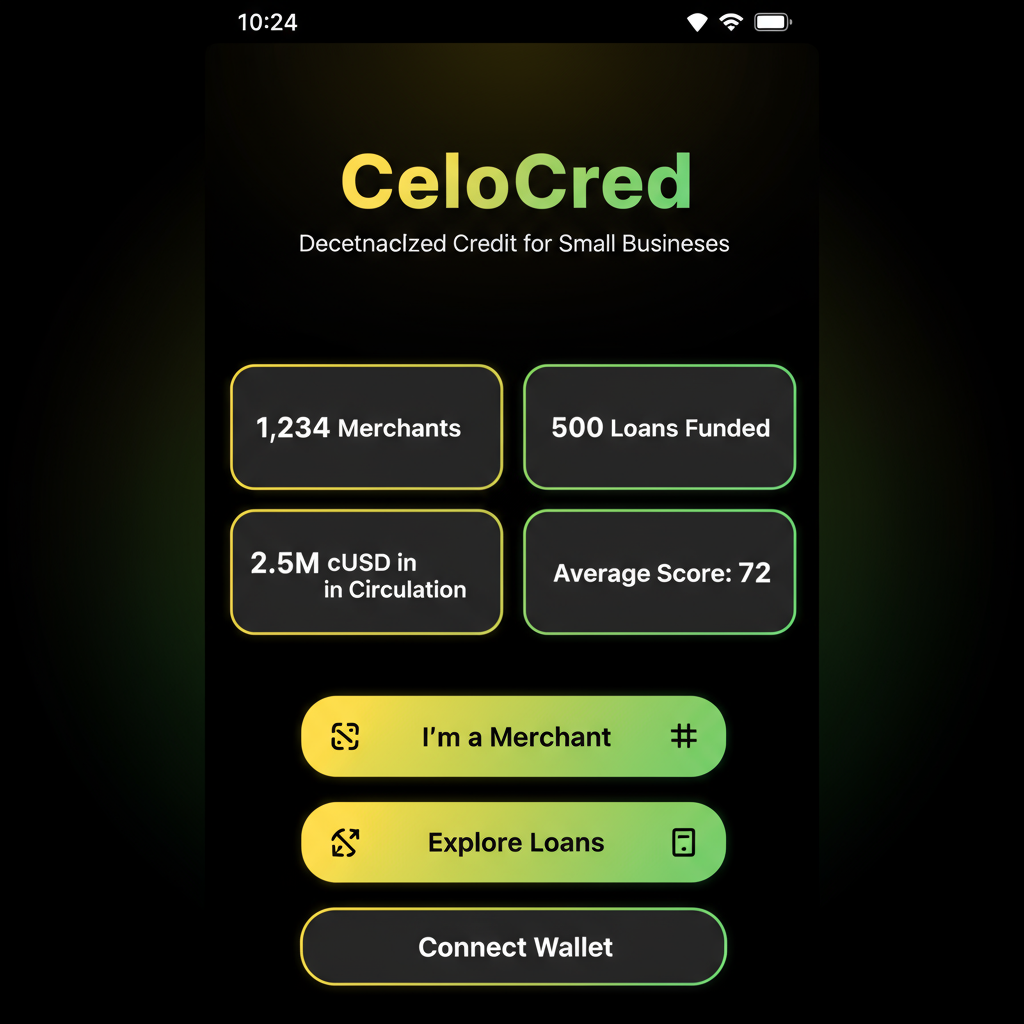 10:24
CeloCred
Decetnaclzed Credit for Small Busineses
1,234 Merchants
500 Loans Funded
2.5M cUSD in
in Circulation
Average Score: 72
I'm a Merchant
Explore Loans
Connect Wallet